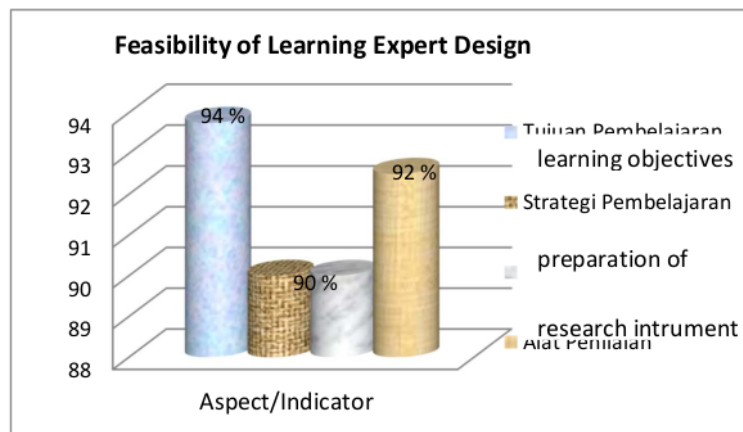 Feasibility of Learning Expert Design
94
93
92
91
90
89
88
94 %
90 %
92 %
Aspect/Indicator
Tujuan Pembelajaran
learning objectives
Strategi Pembelajaran
preparation of
research intrument
Alat Penilaian